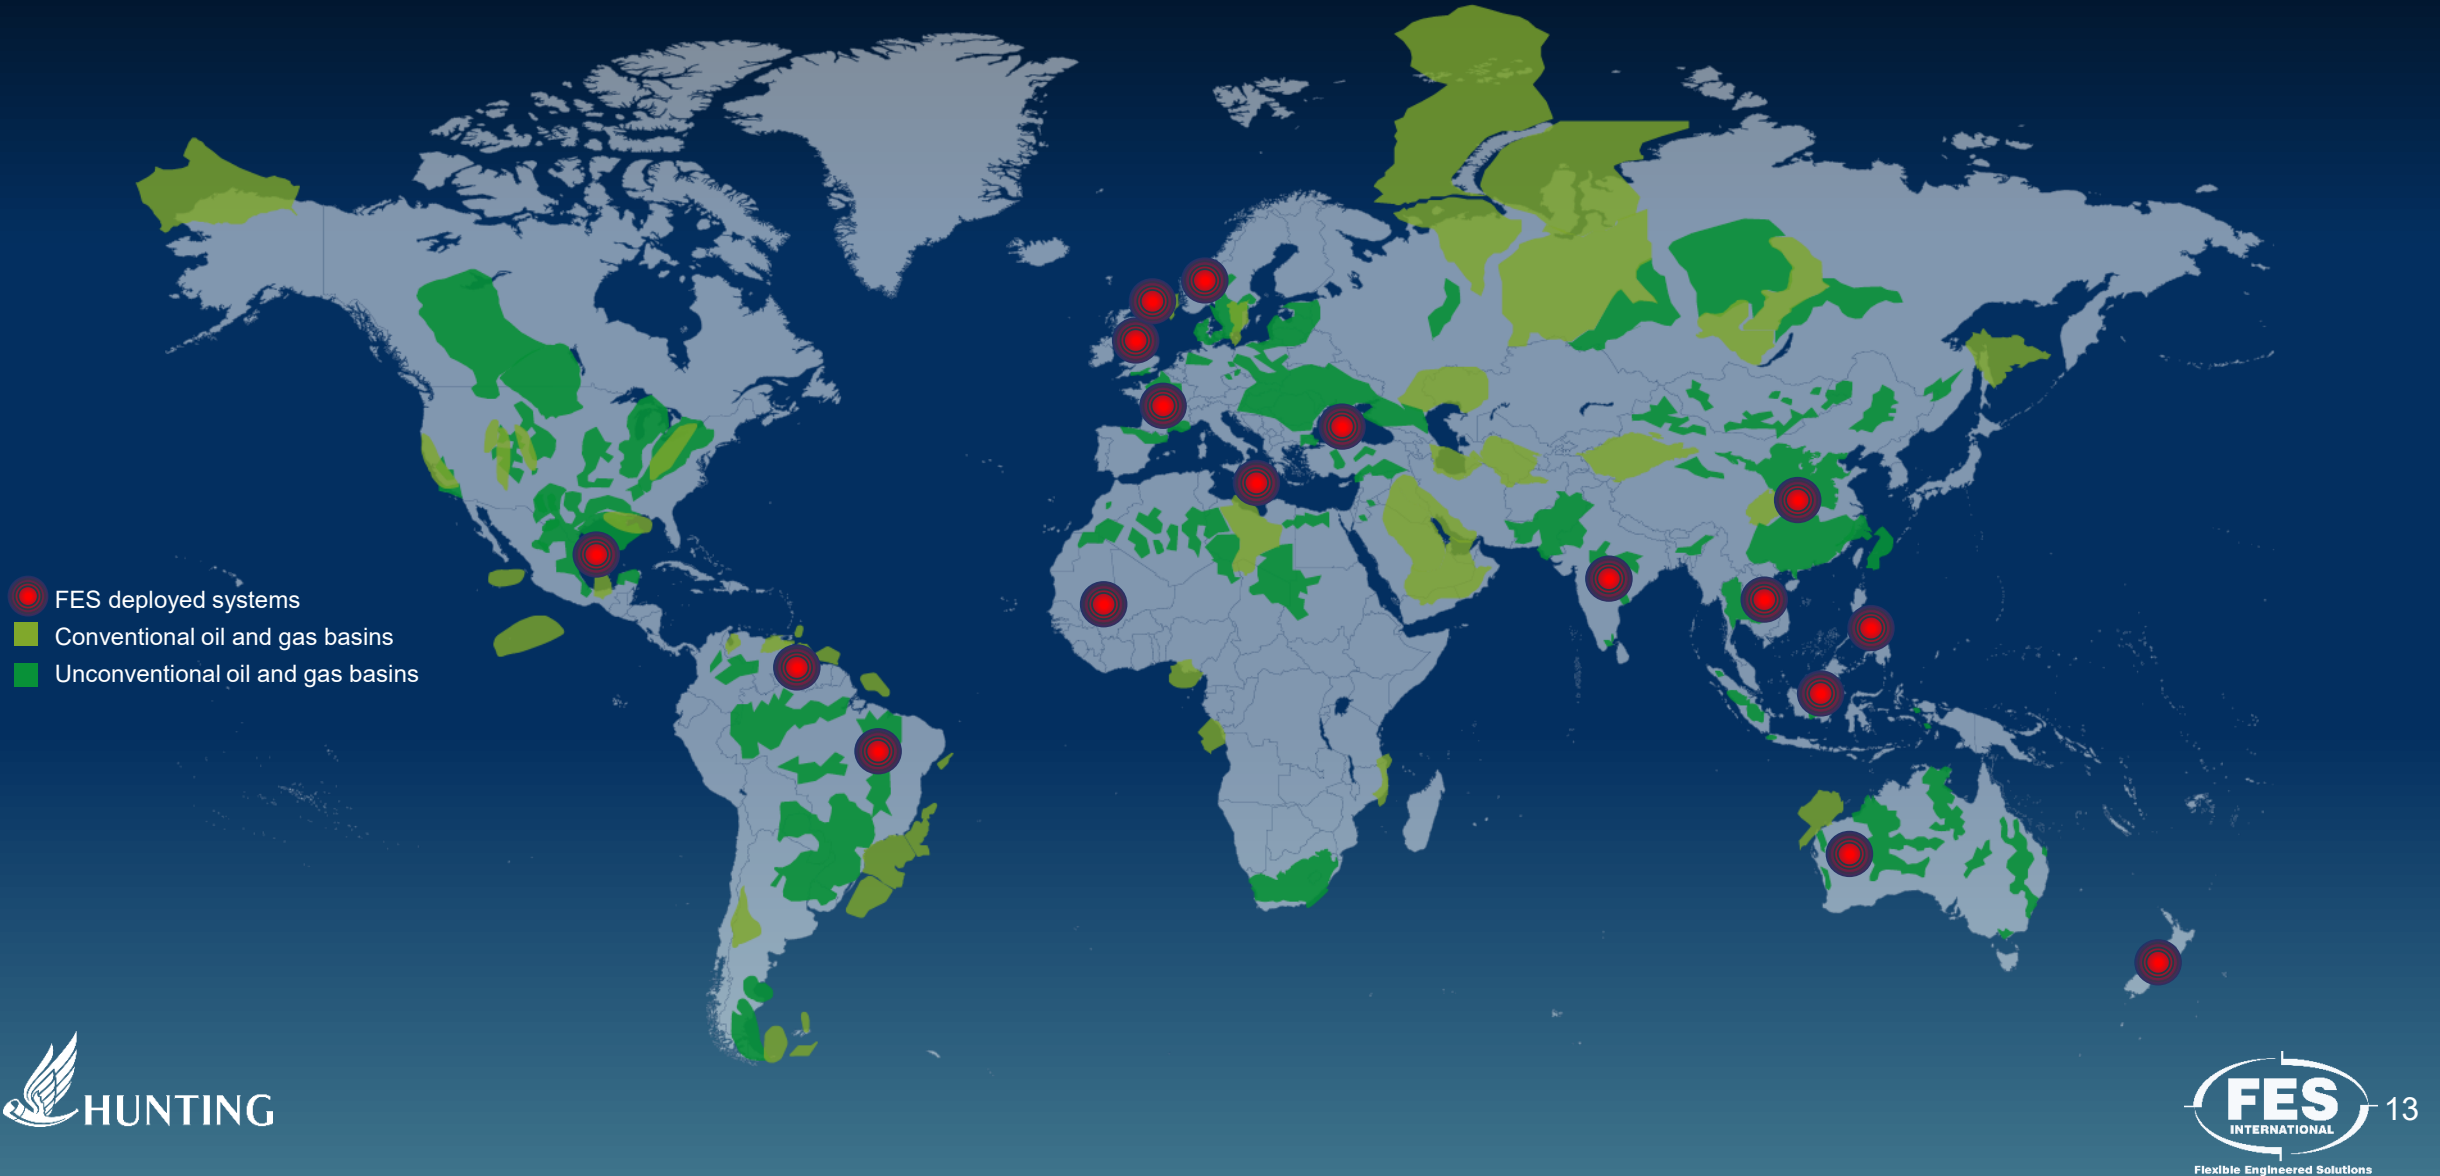 FES deployed systems
Conventional oil and gas basins
Unconventional oil and gas basins
HUNTING
FES
INTERNATIONAL
Flexible Engineered Solutions
13